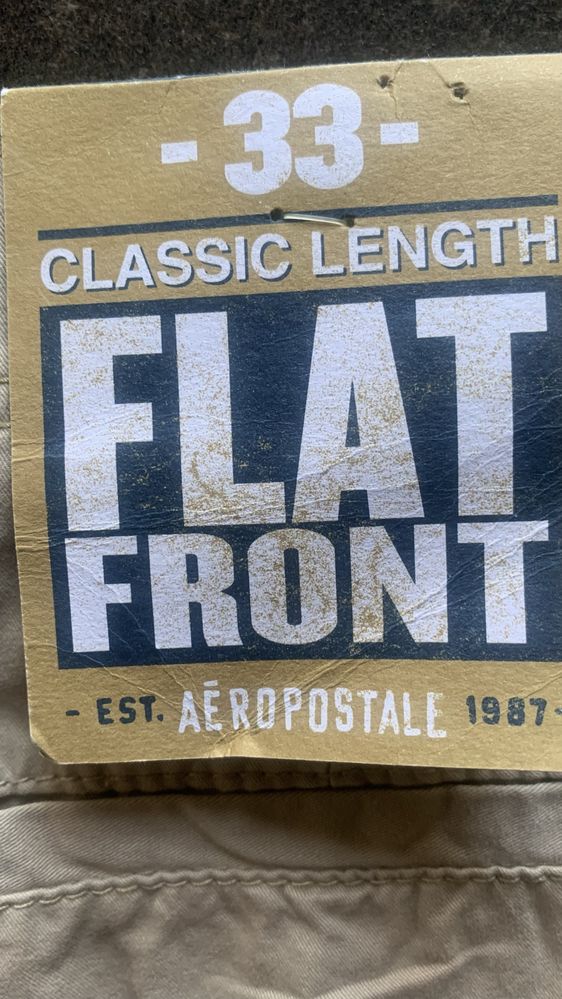 - 33 -
CLASSIC LENGTH
FLAT
FRONT
- EST. AÉROPOSTALE 1987 -